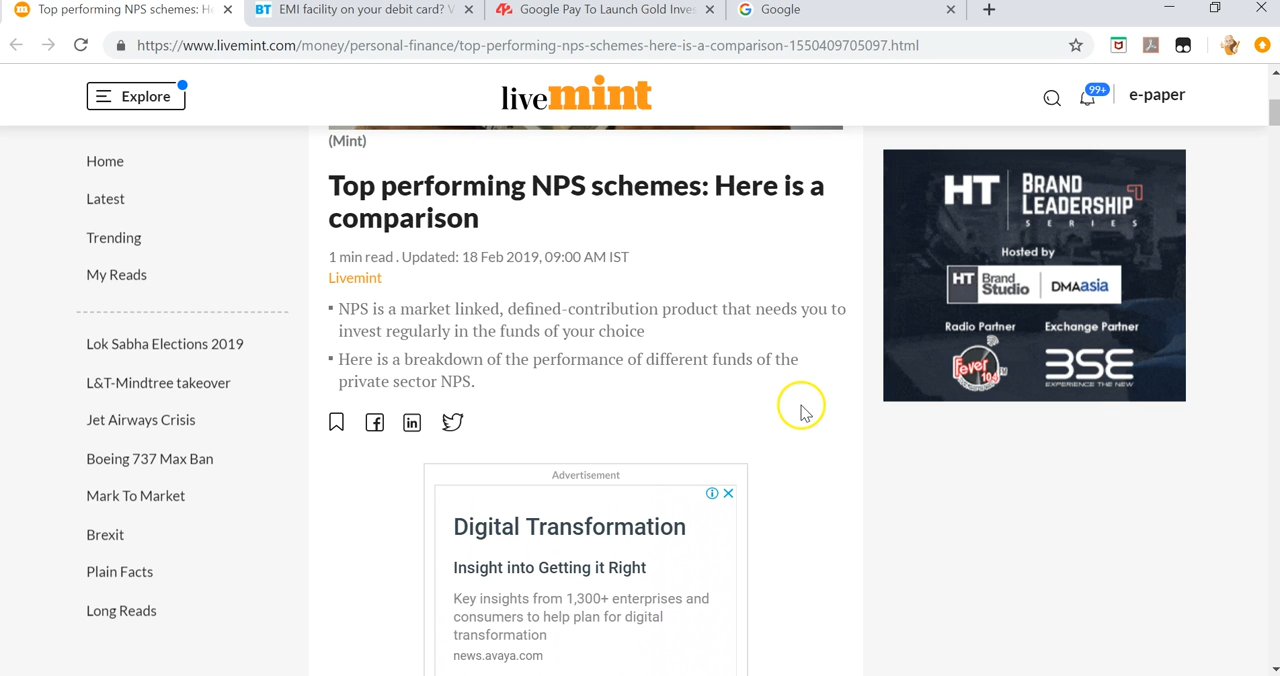 Top performing NPS schemes: He
EMI facility on your debit card? V
Google Pay To Launch Gold Inves
Google
https://www.livemint.com/money/personal-finance/top-performing-nps-schemes-here-is-a-comparison-1550409705097.html
Explore
livemint
99+
e-paper
Home
Latest
Trending
My Reads
Lok Sabha Elections 2019
L&T-Mindtree takeover
Jet Airways Crisis
Boeing 737 Max Ban
Mark To Market
Brexit
Plain Facts
Long Reads
(Mint)
Top performing NPS schemes: Here is a
comparison
1 min read . Updated: 18 Feb 2019, 09:00 AM IST
Livemint
▪ NPS is a market linked, defined-contribution product that needs you to
invest regularly in the funds of your choice
▪ Here is a breakdown of the performance of different funds of the
private sector NPS.
Advertisement
Digital Transformation
Insight into Getting it Right
Key insights from 1,300+ enterprises and
consumers to help plan for digital
transformation
news.avaya.com
HT
BRAND
LEADERSHIP
SERIES
Hosted by
HT Brand
Studio
DMAasia
Radio Partner
Exchange Partner
Fever
104
BSE
EXPERIENCE THE NEW